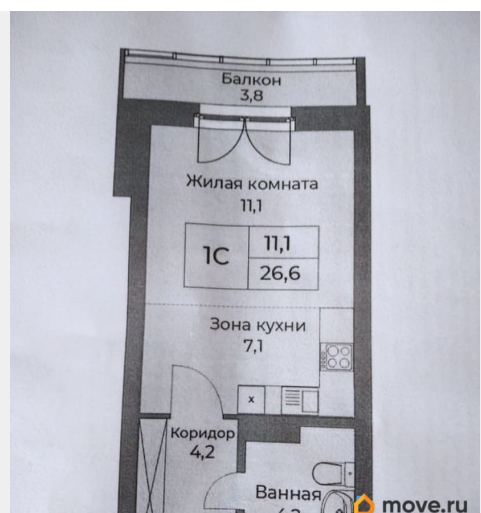 Балкон
3,8
Жилая комната
11,1
1С
11,1
26,6
Зона кухни
7,1
х
Коридор
4,2
Ванная
move.ru